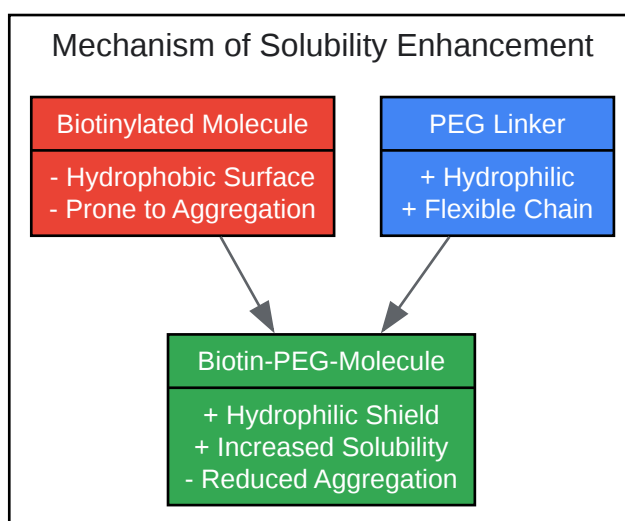 Mechanism of Solubility Enhancement
Biotinylated Molecule
- Hydrophobic Surface
- Prone to Aggregation
PEG Linker
+ Hydrophilic
+ Flexible Chain
Biotin-PEG-Molecule
+ Hydrophilic Shield
+ Increased Solubility
- Reduced Aggregation